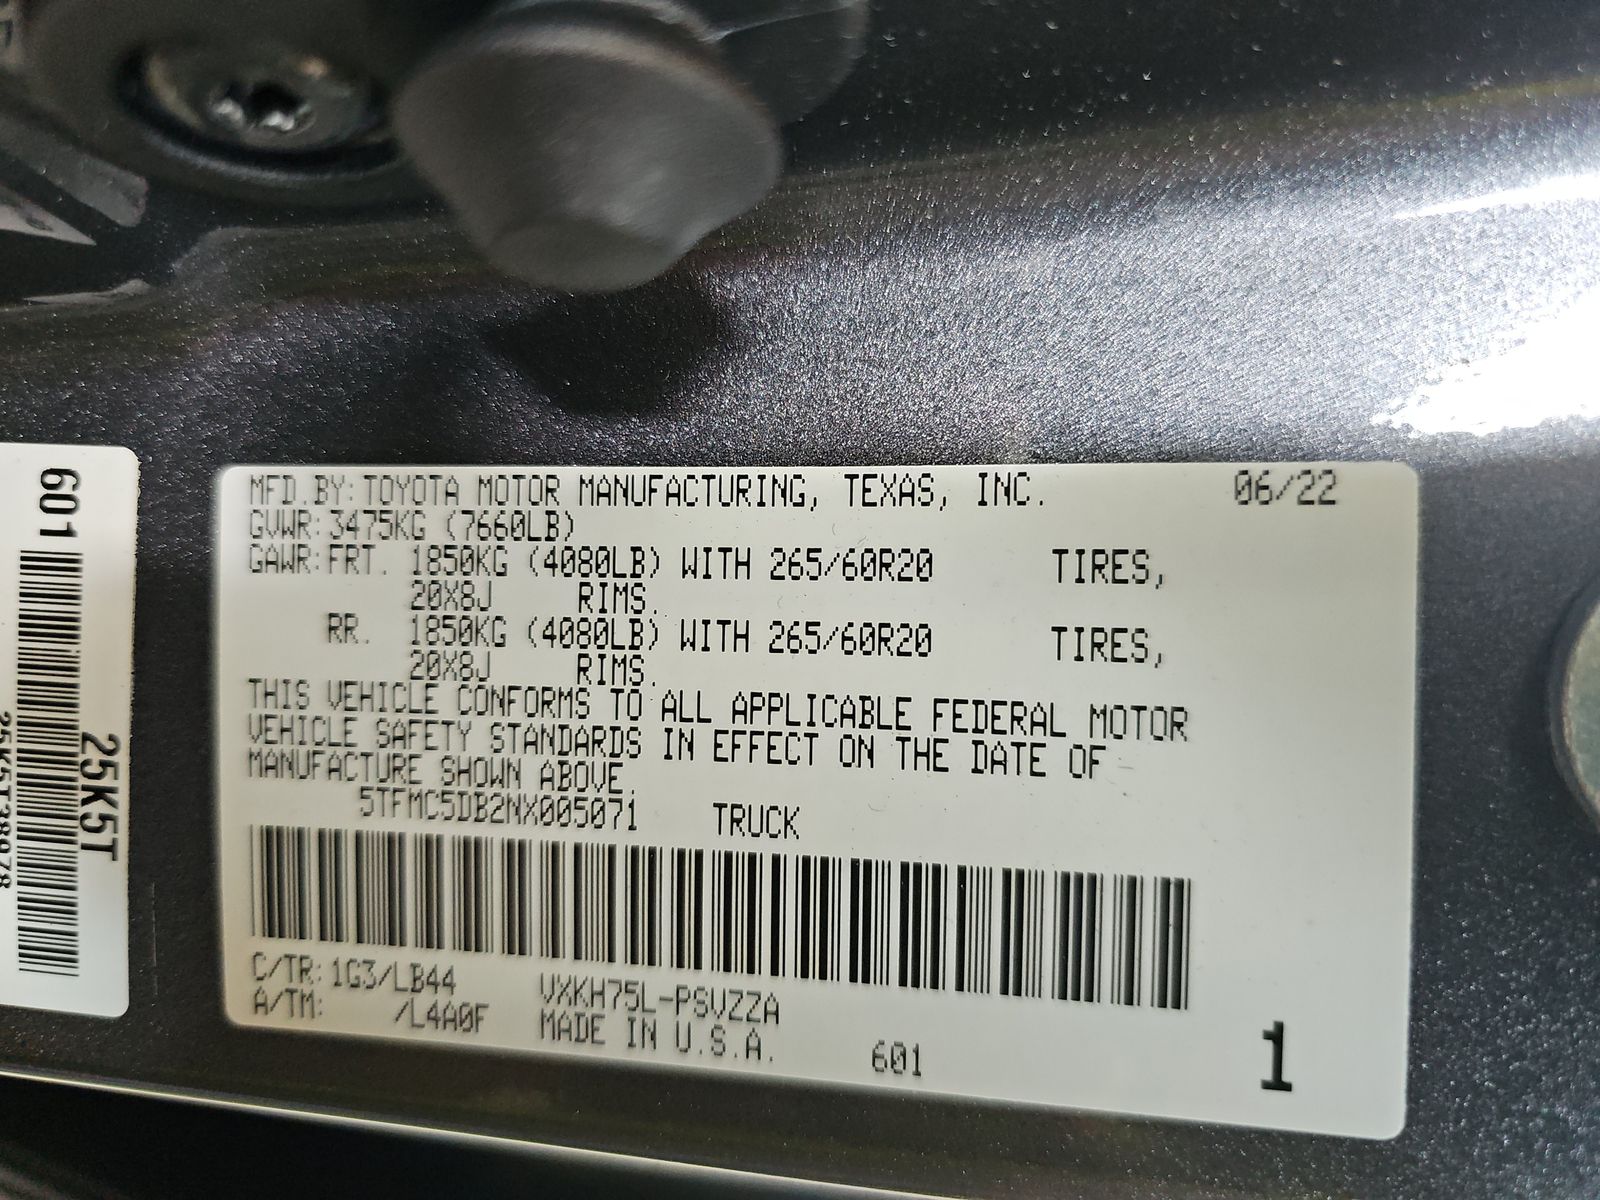 MFD.BY: TOYOTA MOTOR MANUFACTURING, TEXAS, INC. 06/22
GVWR: 3475KG (7660LB)
GAWR: FRT. 1850KG (4080LB) WITH 265/60R20 TIRES,
20X8J RIMS.
RR. 1850KG (4080LB) WITH 265/60R20 TIRES,
20X8J RIMS.
THIS VEHICLE CONFORMS TO ALL APPLICABLE FEDERAL MOTOR
VEHICLE SAFETY STANDARDS IN EFFECT ON THE DATE OF
MANUFACTURE SHOWN ABOVE.
5TFMC5DB2NX005071 TRUCK
C/TR: 1G3/LB44 VXKH75L-PSVZZA
A/TM: /L4A0F MADE IN U.S.A. 601
1
601
25K5T